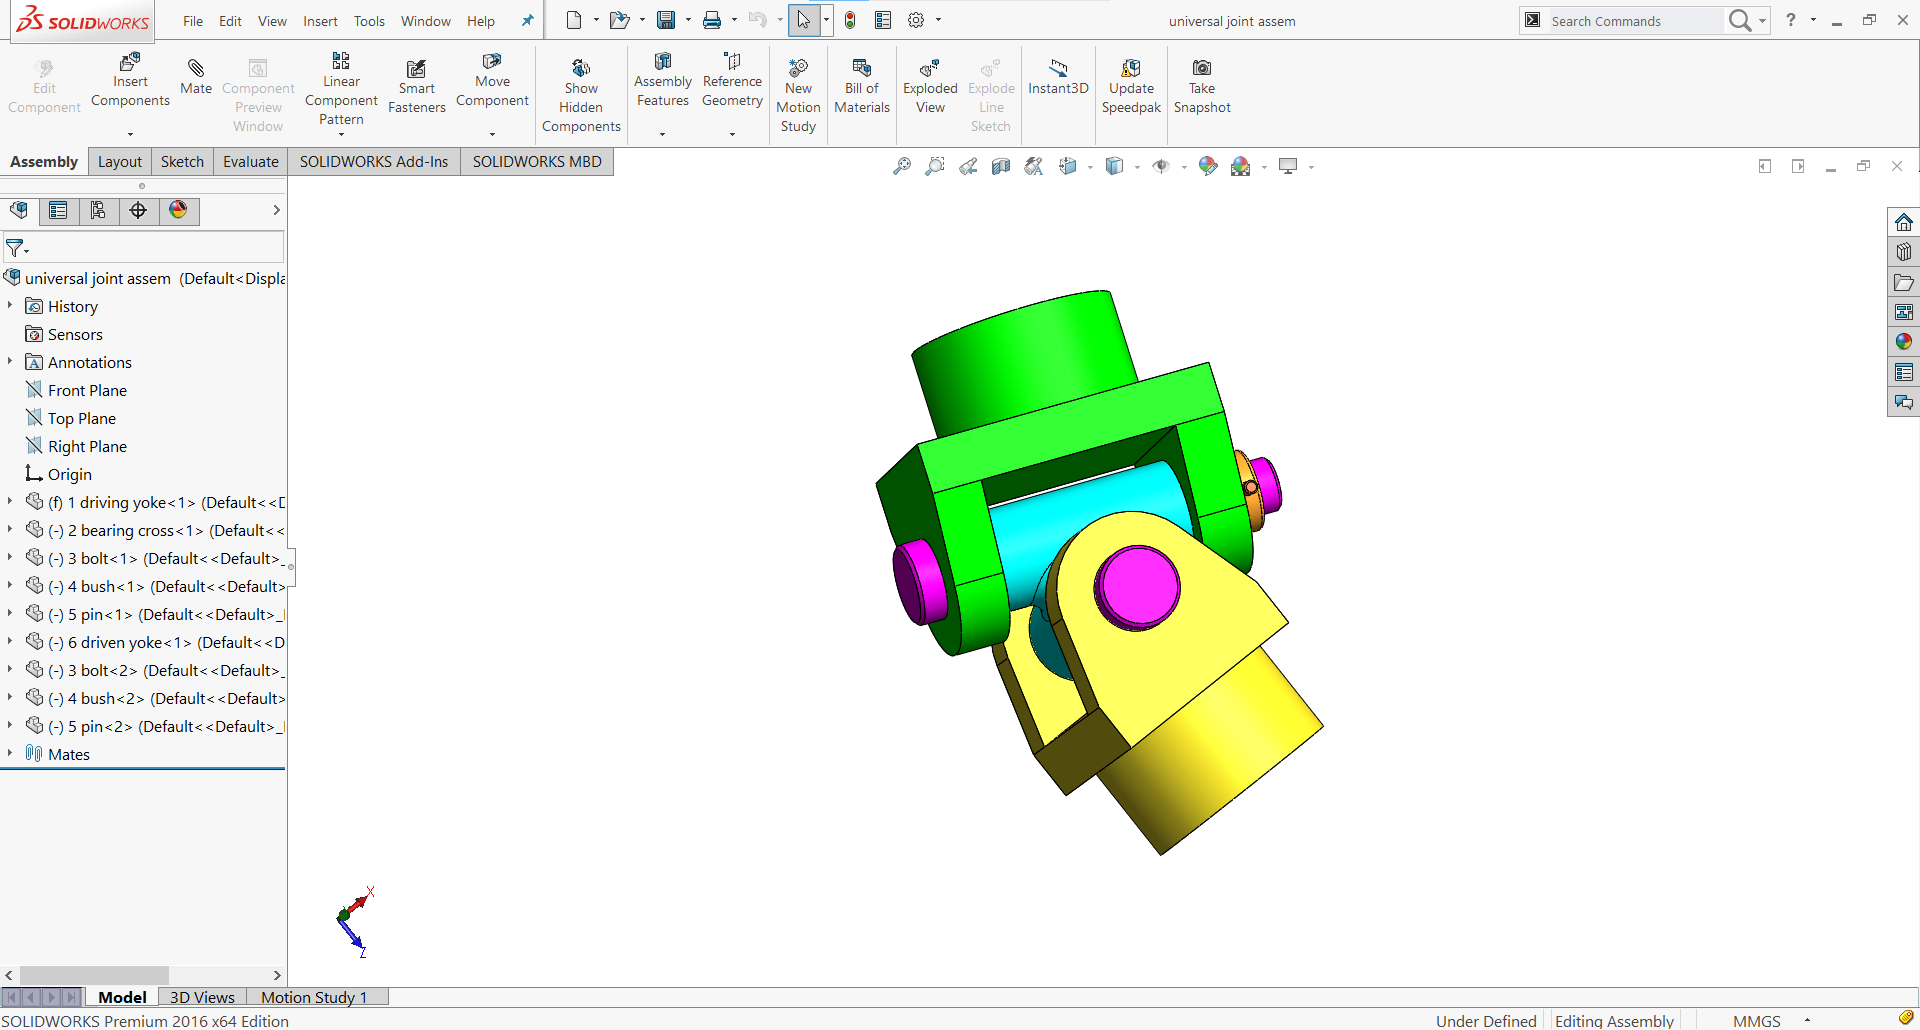 SOLIDWORKS
File Edit View Insert Tools Window Help
universal joint assem
Search Commands
?
Edit Component
Insert Components
Mate
Component Preview Window
Linear Component Pattern
Smart Fasteners
Move Component
Show Hidden Components
Assembly Features
Reference Geometry
New Motion Study
Bill of Materials
Exploded View
Explode Line Sketch
Instant3D
Update Speedpak
Take Snapshot
Assembly Layout Sketch Evaluate SOLIDWORKS Add-Ins SOLIDWORKS MBD
universal joint assem (Default<Displa
History
Sensors
A Annotations
Front Plane
Top Plane
Right Plane
Origin
(f) 1 driving yoke<1> (Default<<D
(-) 2 bearing cross<1> (Default<<
(-) 3 bolt<1> (Default<<Default>_
(-) 4 bush<1> (Default<<Default>
(-) 5 pin<1> (Default<<Default>_
(-) 6 driven yoke<1> (Default<<D
(-) 3 bolt<2> (Default<<Default>_
(-) 4 bush<2> (Default<<Default>
(-) 5 pin<2> (Default<<Default>_
Mates
X
Z
Model 3D Views Motion Study 1
SOLIDWORKS Premium 2016 x64 Edition
Under Defined Editing Assembly MMGS